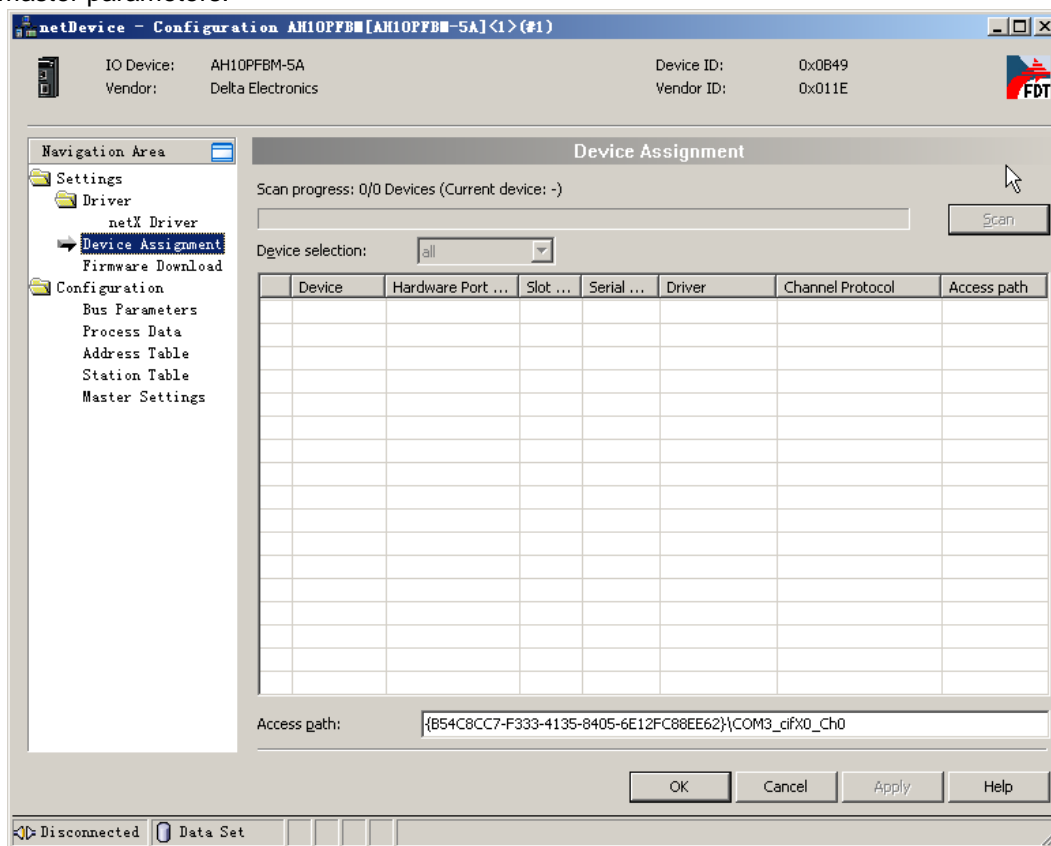 master parameters.
netDevice - Configuration AH10PFBM[AH10PFBM-5A]<1>(#1)
IO Device: AH10PFBM-5A Device ID: 0x0B49
Vendor: Delta Electronics Vendor ID: 0x011E
FDT
Navigation Area
Settings
Driver
netX Driver
Device Assignment
Firmware Download
Configuration
Bus Parameters
Process Data
Address Table
Station Table
Master Settings
Device Assignment
Scan progress: 0/0 Devices (Current device: -)
Scan
Device selection: all
Device Hardware Port ... Slot ... Serial ... Driver Channel Protocol Access path
Access path: {B54C8CC7-F333-4135-8405-6E12FC88EE62}\COM3_cifX0_Ch0
OK Cancel Apply Help
Disconnected Data Set